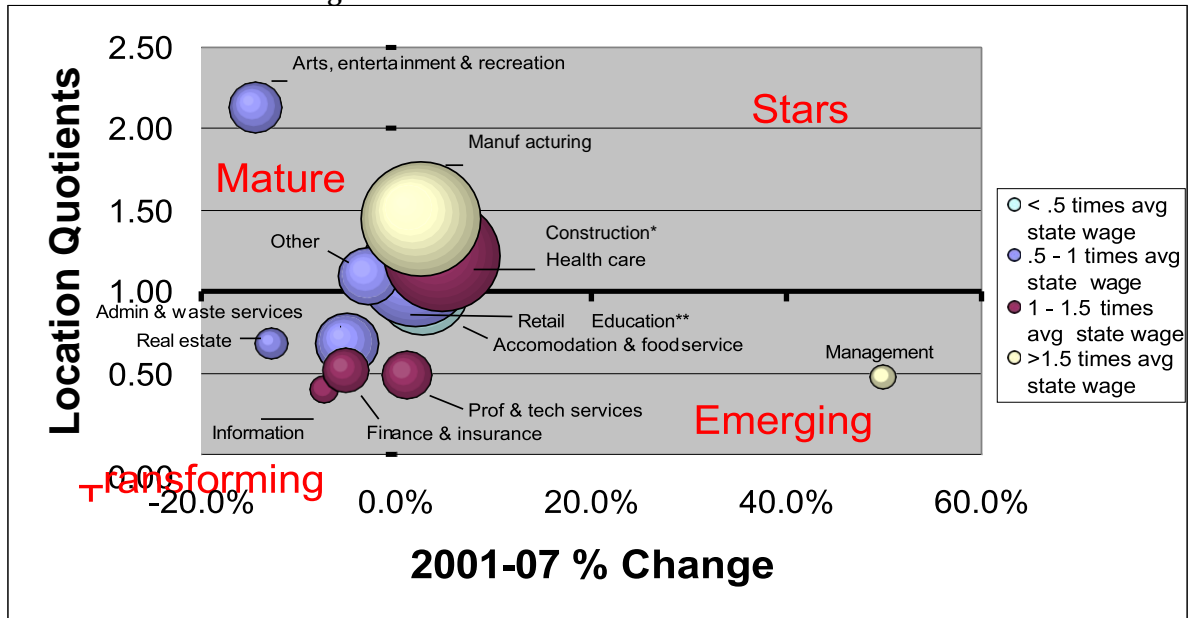 2.50
Arts, entertainment & recreation
Stars
2.00
Manuf acturing
Mature
1.50
Construction*
Other
Health care
1.00
Admin & waste services
Retail
Education**
Real estate
Accomodation & foodservice
Management
0.50
Prof & tech services
Emerging
Information
Finance & insurance
0.00
Transforming
-20.0%
0.0%
20.0%
40.0%
60.0%
Location Quotients
2001-07 % Change
< .5 times avg
state wage
.5 - 1 times avg
state wage
1 - 1.5 times
avg state wage
>1.5 times avg
state wage